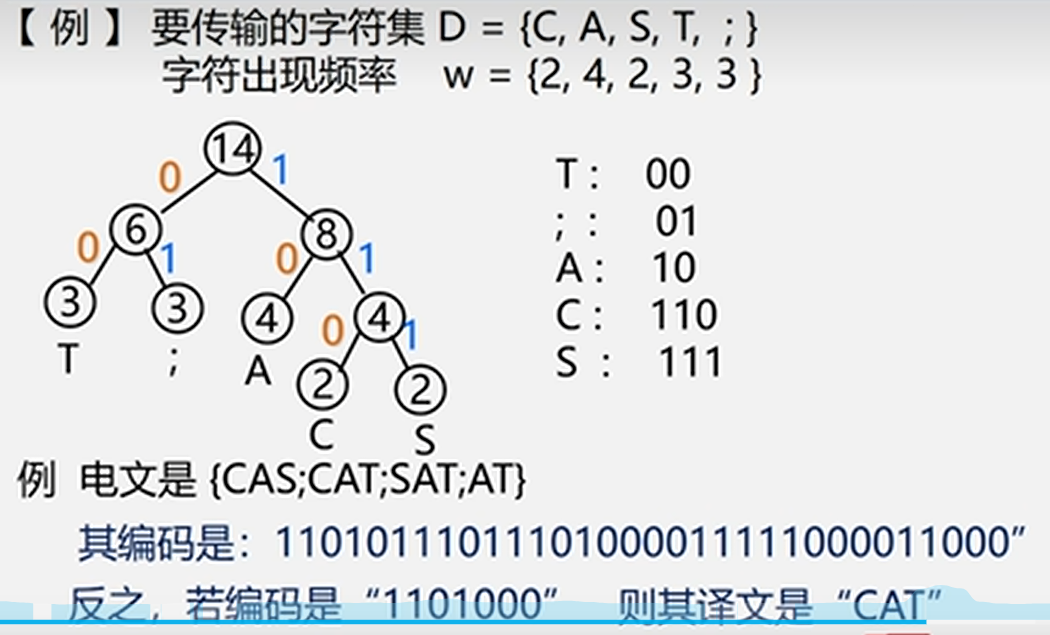 【 例 】 要传输的字符集 D = {C, A, S, T, ; }
字符出现频率 w = {2, 4, 2, 3, 3 }
14
0 1
6 8
0 1 0 1
3 3 4 4
T ; A 0 1
2 2
C S
T : 00
; : 01
A : 10
C : 110
S : 111
例 电文是 {CAS;CAT;SAT;AT}
其编码是： 11010111011101000011111000011000”
反之，若编码是“1101000” 则其译文是“CAT”